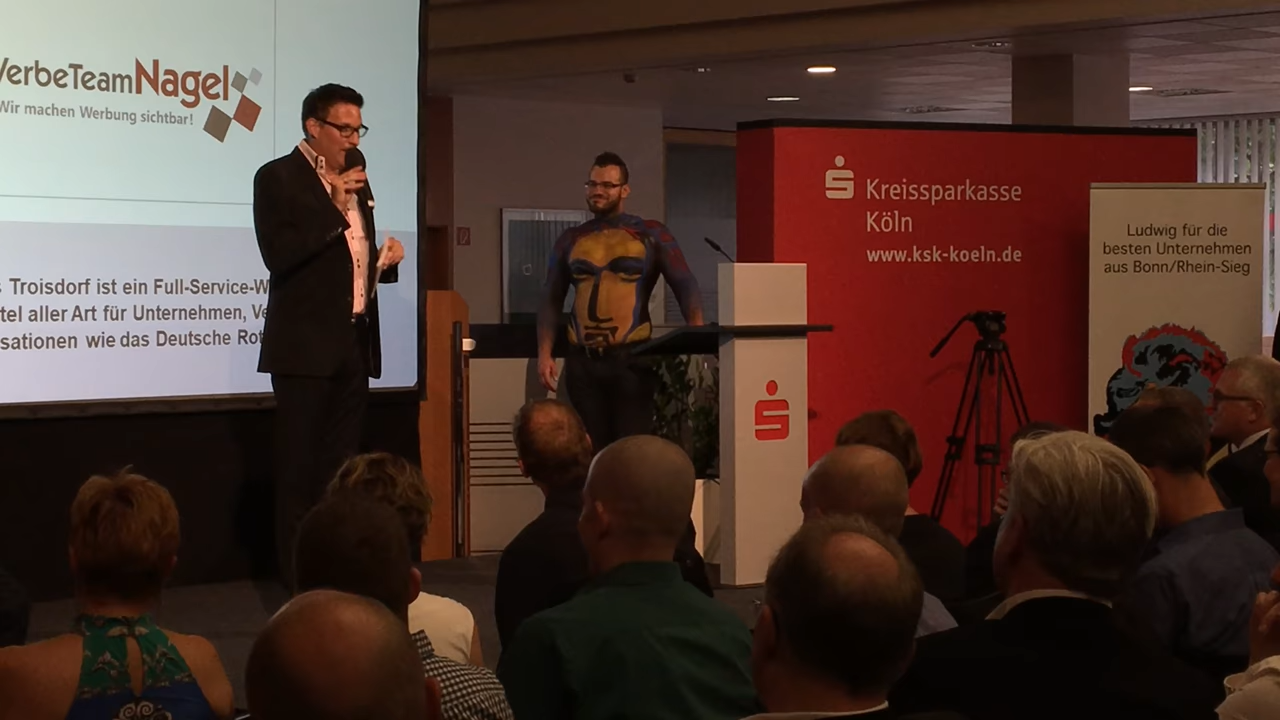 VerbeTeamNagel
Wir machen Werbung sichtbar!
s Troisdorf ist ein Full-Service-W
tel aller Art für Unternehmen, Ve
sationen wie das Deutsche Rot
Kreissparkasse
Köln
www.ksk-koeln.de
Ludwig für die
besten Unternehmen
aus Bonn/Rhein-Sieg